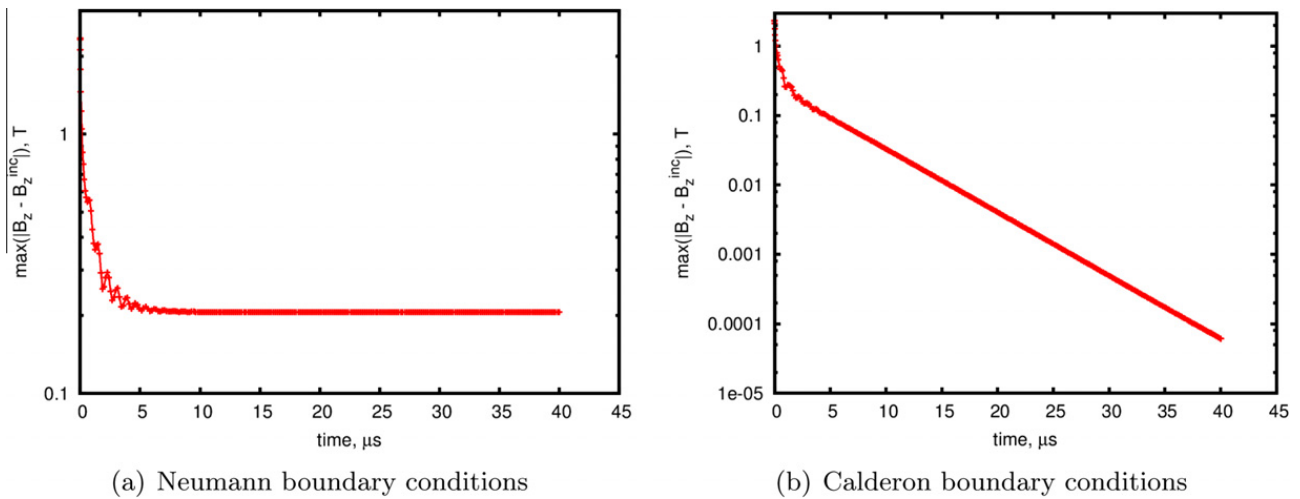 1
0.1
max(|B_z - B_z^inc|), T
0 5 10 15 20 25 30 35 40 45
time, μs
(a) Neumann boundary conditions
1
0.1
0.01
0.001
0.0001
1e-05
max(|B_z - B_z^inc|), T
0 5 10 15 20 25 30 35 40 45
time, μs
(b) Calderon boundary conditions